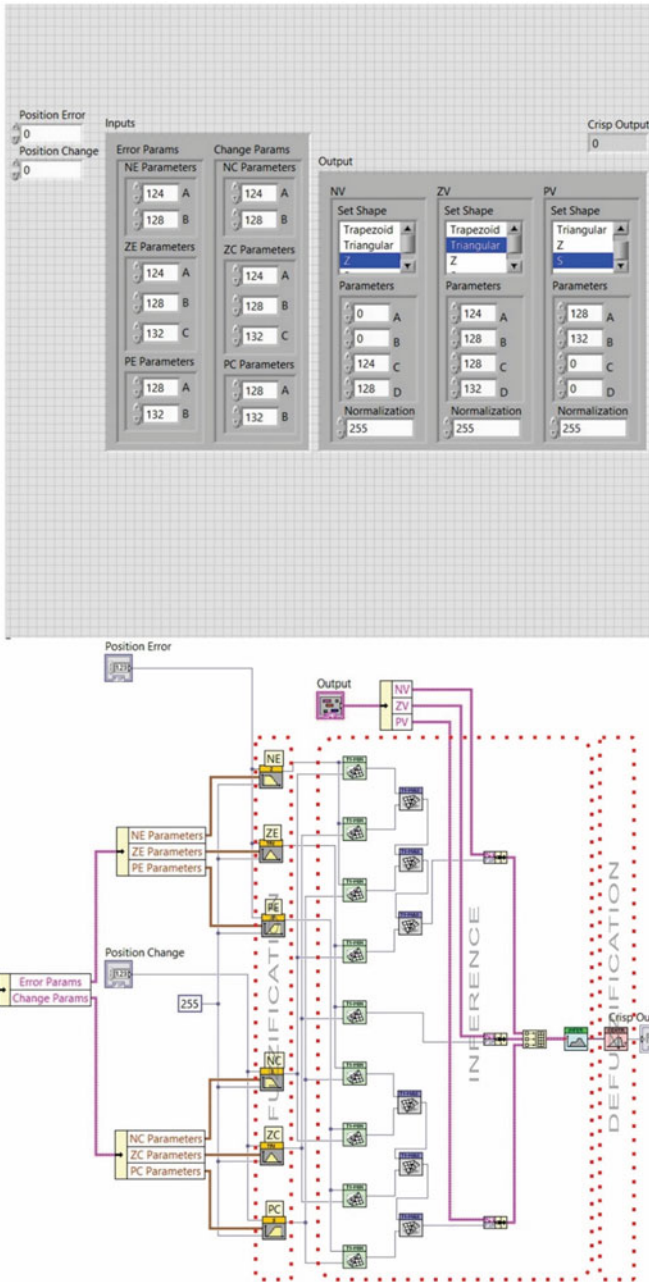 Position Error
0
Position Change
0
Inputs
Error Params
NE Parameters
124 A
128 B
ZE Parameters
124 A
128 B
132 C
PE Parameters
128 A
132 B
Change Params
NC Parameters
124 A
128 B
ZC Parameters
124 A
128 B
132 C
PC Parameters
128 A
132 B
Crisp Output
0
Output
NV
Set Shape
Trapezoid
Triangular
Z
Parameters
0 A
0 B
124 C
128 D
Normalization
255
ZV
Set Shape
Trapezoid
Triangular
Z
Parameters
124 A
128 B
132 C
0 D
Normalization
255
PV
Set Shape
Triangular
Z
S
Parameters
128 A
132 B
0 C
0 D
Normalization
255
Position Error
Output
NV
ZV
PV
NE
NE Parameters
ZE Parameters
PE Parameters
ZE
PE
Position Change
Error Params
Change Params
255
FUZZIFICATION
INFERENCE
DEFUZZIFICATION
Crisp Ou
NC
NC Parameters
ZC Parameters
PC Parameters
ZC
PC